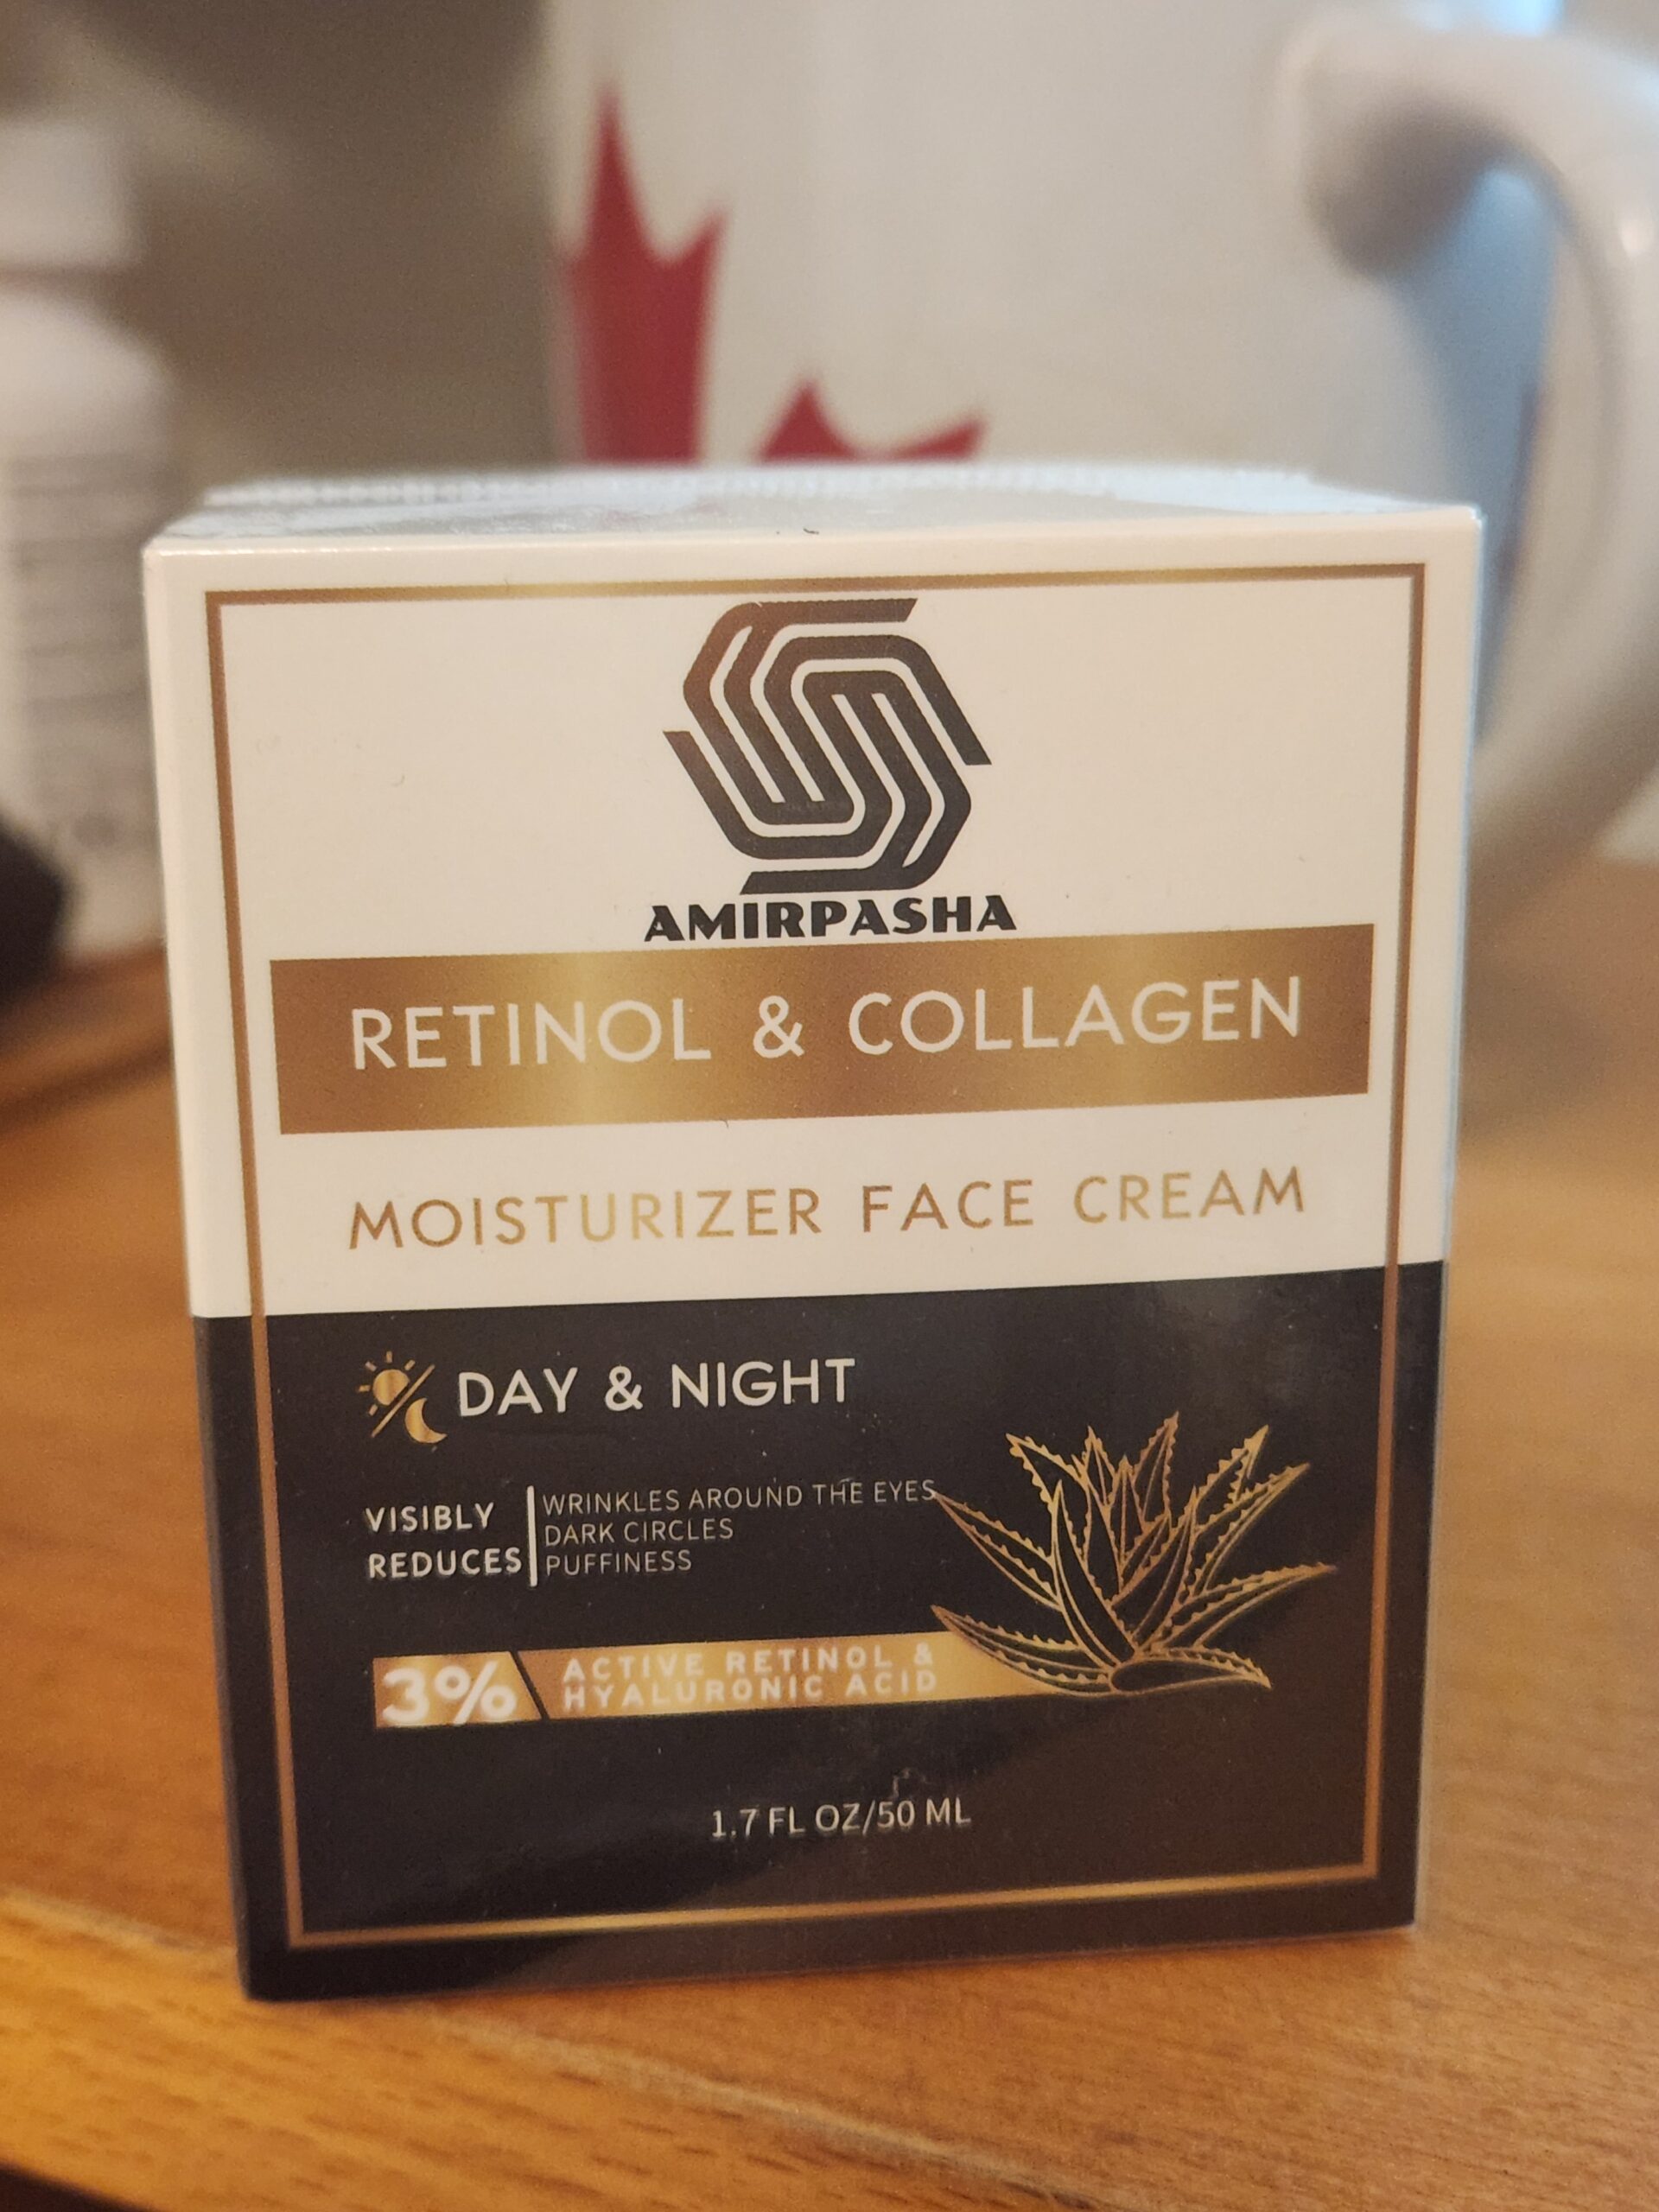 AMIRPASHA
RETINOL & COLLAGEN
MOISTURIZER FACE CREAM
DAY & NIGHT
VISIBLY
REDUCES
WRINKLES AROUND THE EYES
DARK CIRCLES
PUFFINESS
3%
ACTIVE RETINOL &
HYALURONIC ACID
1.7 FL OZ/50 ML